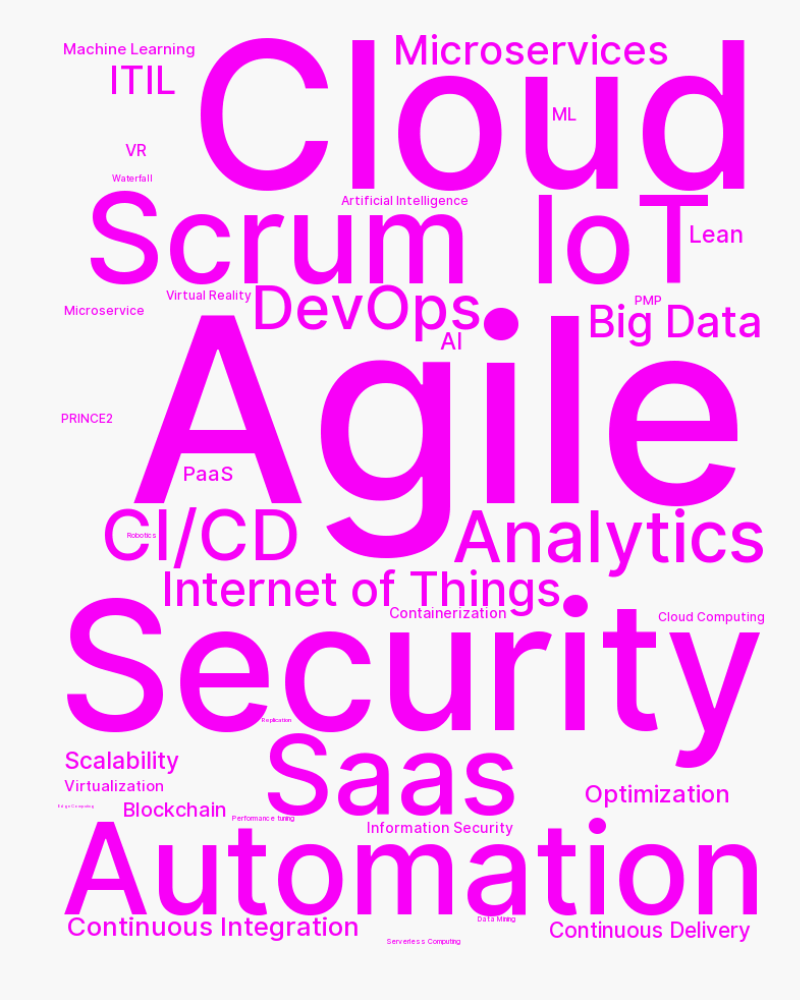 Machine Learning
Microservices
Cloud
ITIL
ML
VR
Waterfall
Artificial Intelligence
Scrum
IoT
Lean
Virtual Reality
DevOps
PMP
Microservice
Big Data
AI
Agile
PRINCE2
PaaS
CI/CD
Robotics
Analytics
Internet of Things
Containerization
Cloud Computing
Security
Replication
Saas
Scalability
Virtualization
Optimization
Edge Computing
Blockchain
Performance tuning
Information Security
Automation
Data Mining
Continuous Integration
Continuous Delivery
Serverless Computing